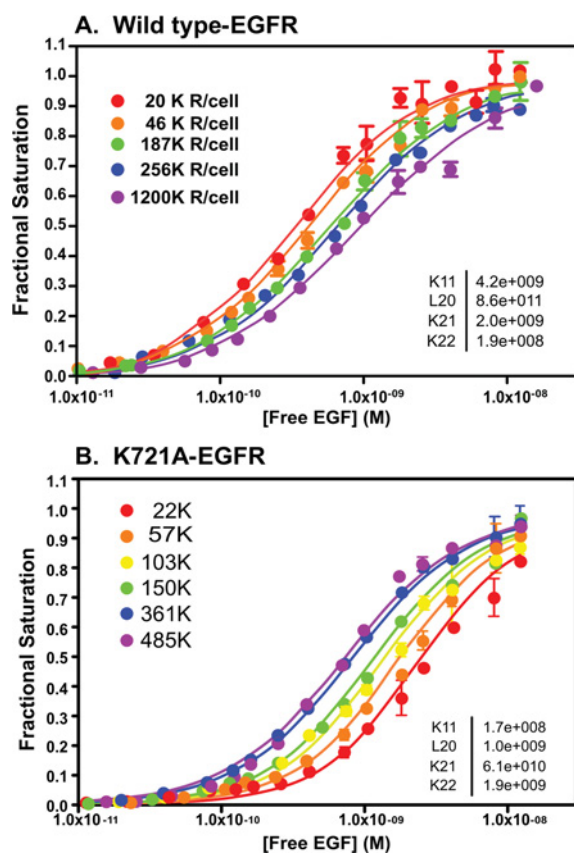 A. Wild type-EGFR
Fractional Saturation
1.1
1.0
0.9
0.8
0.7
0.6
0.5
0.4
0.3
0.2
0.1
0.0
20 K R/cell
46 K R/cell
187K R/cell
256K R/cell
1200K R/cell
K11 4.2e+009
L20 8.6e+011
K21 2.0e+009
K22 1.9e+008
1.0x10-11 1.0x10-10 1.0x10-09 1.0x10-08
[Free EGF] (M)
B. K721A-EGFR
Fractional Saturation
1.1
1.0
0.9
0.8
0.7
0.6
0.5
0.4
0.3
0.2
0.1
0.0
22K
57K
103K
150K
361K
485K
K11 1.7e+008
L20 1.0e+009
K21 6.1e+010
K22 1.9e+009
1.0x10-11 1.0x10-10 1.0x10-09 1.0x10-08
[Free EGF] (M)